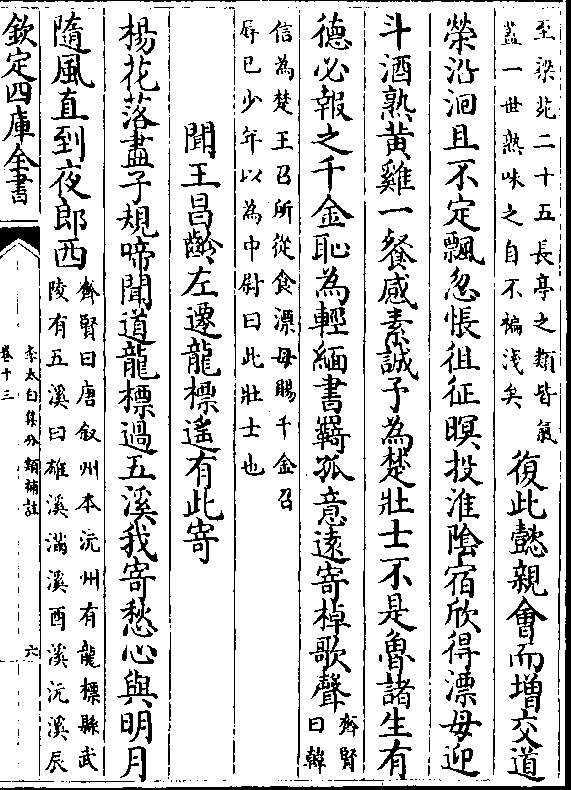 至梁苑二十五長亭之類皆氣
蓋一世熟味之自不褊淺矣
復此懿親會而增交道
榮沿洄且不定飄忽悵徂征暝投淮隂宿欣得漂母迎
斗酒熟黄雞一餐感素誠予為楚壯士不是魯諸生有
德必報之千金恥為輕緬書羇孤意遠寄棹歌聲
齊賢
曰韓
信為楚王召所從食漂母賜千金召
辱已少年以為中尉曰此壯士也
聞王昌齡左遷龍標遙有此寄
楊花落盡子規啼聞道龍標過五溪我寄愁心與明月
隨風直到夜郎西
齊賢曰唐叙州本沅州有龍標縣武
陵有五溪曰雄溪滿溪酉溪沅溪辰
欽定四庫全書
李太白集分類補註
卷十三
六